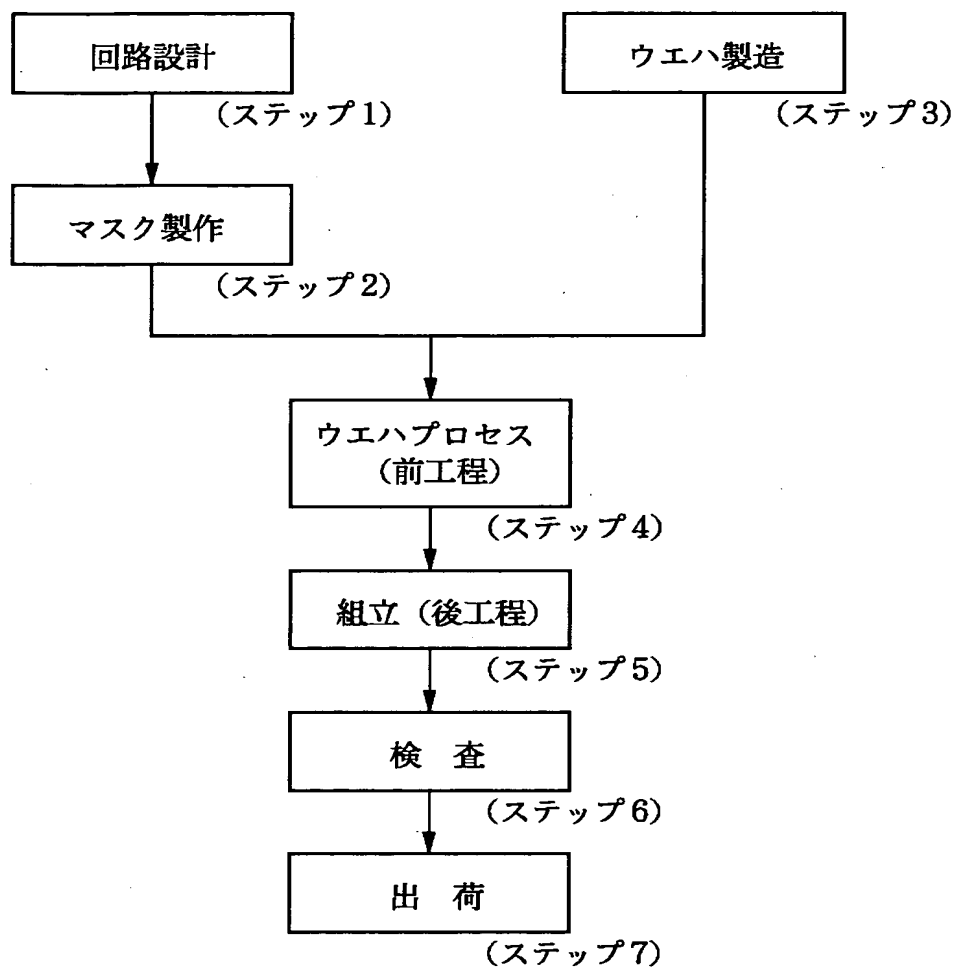 回路設計
(ステップ1)
ウエハ製造
(ステップ3)
マスク製作
(ステップ2)
ウエハプロセス
(前工程)
(ステップ4)
組立(後工程)
(ステップ5)
検 査
(ステップ6)
出 荷
(ステップ7)